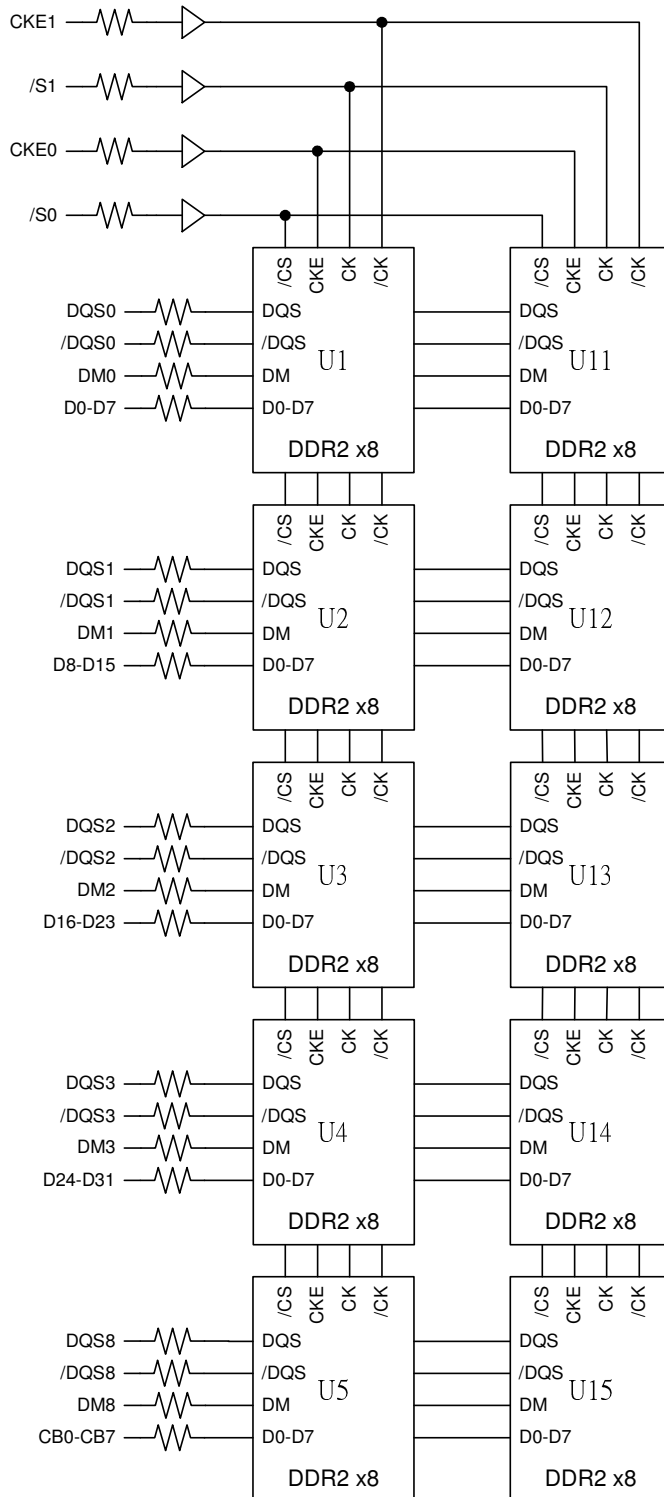 CKE1
/S1
CKE0
/S0
/CS CKE CK /CK /CS CKE CK /CK
DQS0 DQS DQS
/DQS0 /DQS /DQS
U1 U11
DM0 DM DM
D0-D7 D0-D7 D0-D7
DDR2 x8 DDR2 x8
/CS CKE CK /CK /CS CKE CK /CK
DQS1 DQS DQS
/DQS1 /DQS /DQS
U2 U12
DM1 DM DM
D8-D15 D0-D7 D0-D7
DDR2 x8 DDR2 x8
/CS CKE CK /CK /CS CKE CK /CK
DQS2 DQS DQS
/DQS2 /DQS /DQS
U3 U13
DM2 DM DM
D16-D23 D0-D7 D0-D7
DDR2 x8 DDR2 x8
/CS CKE CK /CK /CS CKE CK /CK
DQS3 DQS DQS
/DQS3 /DQS /DQS
U4 U14
DM3 DM DM
D24-D31 D0-D7 D0-D7
DDR2 x8 DDR2 x8
/CS CKE CK /CK /CS CKE CK /CK
DQS8 DQS DQS
/DQS8 /DQS /DQS
U5 U15
DM8 DM DM
CB0-CB7 D0-D7 D0-D7
DDR2 x8 DDR2 x8